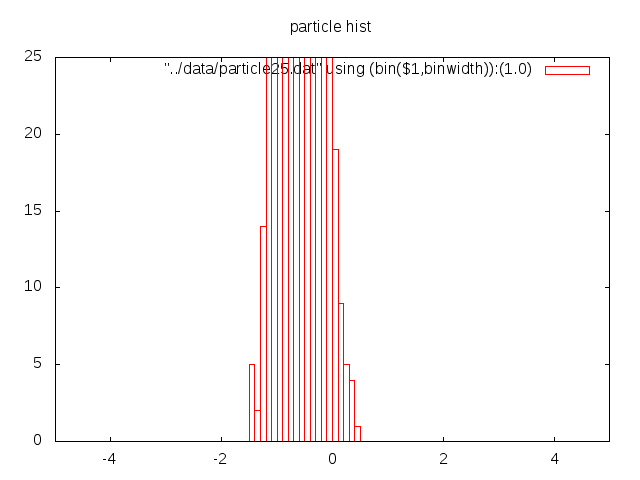 particle hist
25
"../data/particle25.dat" using (bin($1,binwidth)):(1.0)
20
15
10
5
0
-4 -2 0 2 4